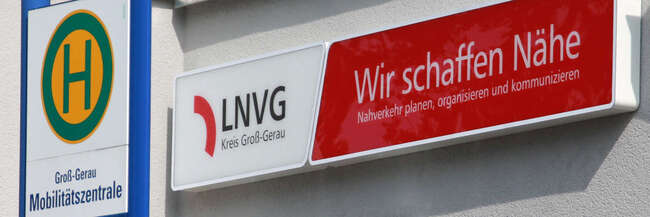 H
Groß-Gerau
Mobilitätszentrale
LNVG
Kreis Groß-Gerau
Wir schaffen Nähe
Nahverkehr planen, organisieren und kommunizieren